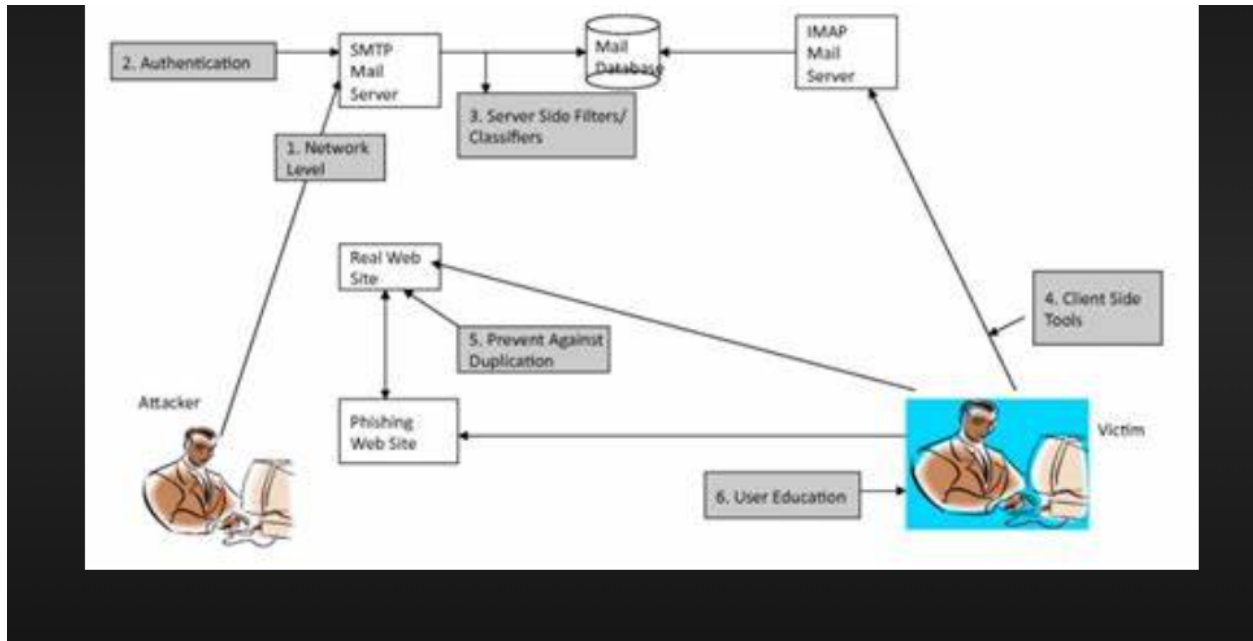 2. Authentication
SMTP
Mail
Server
Mail
Database
IMAP
Mail
Server
3. Server Side Filters/
Classifiers
1. Network
Level
Real Web
Site
4. Client Side
Tools
5. Prevent Against
Duplication
Attacker
Phishing
Web Site
Victim
6. User Education